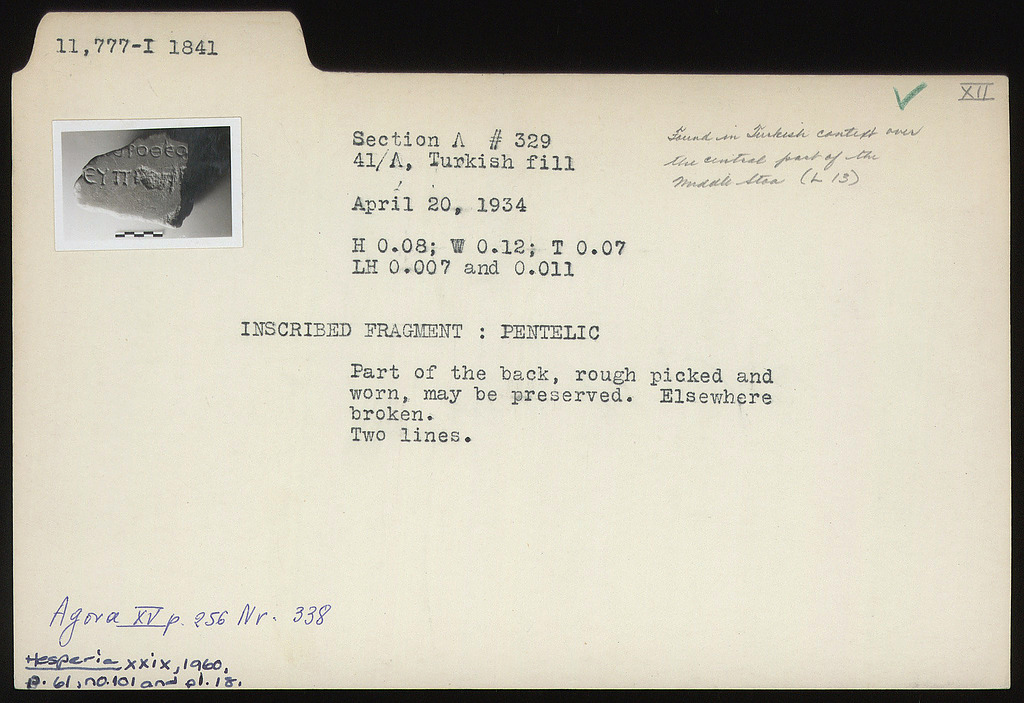 11,777-I 1841
XII
Section Λ # 329
41/Λ, Turkish fill
April 20, 1934
H 0.08; W 0.12; T 0.07
LH 0.007 and 0.011
Found in Turkish context over
the central part of the
Middle Stoa (L 13)
ΡΟΘΕΟ
ΕΥΠ
INSCRIBED FRAGMENT : PENTELIC
Part of the back, rough picked and
worn, may be preserved. Elsewhere
broken.
Two lines.
Agora XV p. 256 Nr. 338
Hesperia XXIX, 1960,
p. 61, no. 101 and pl. 18.